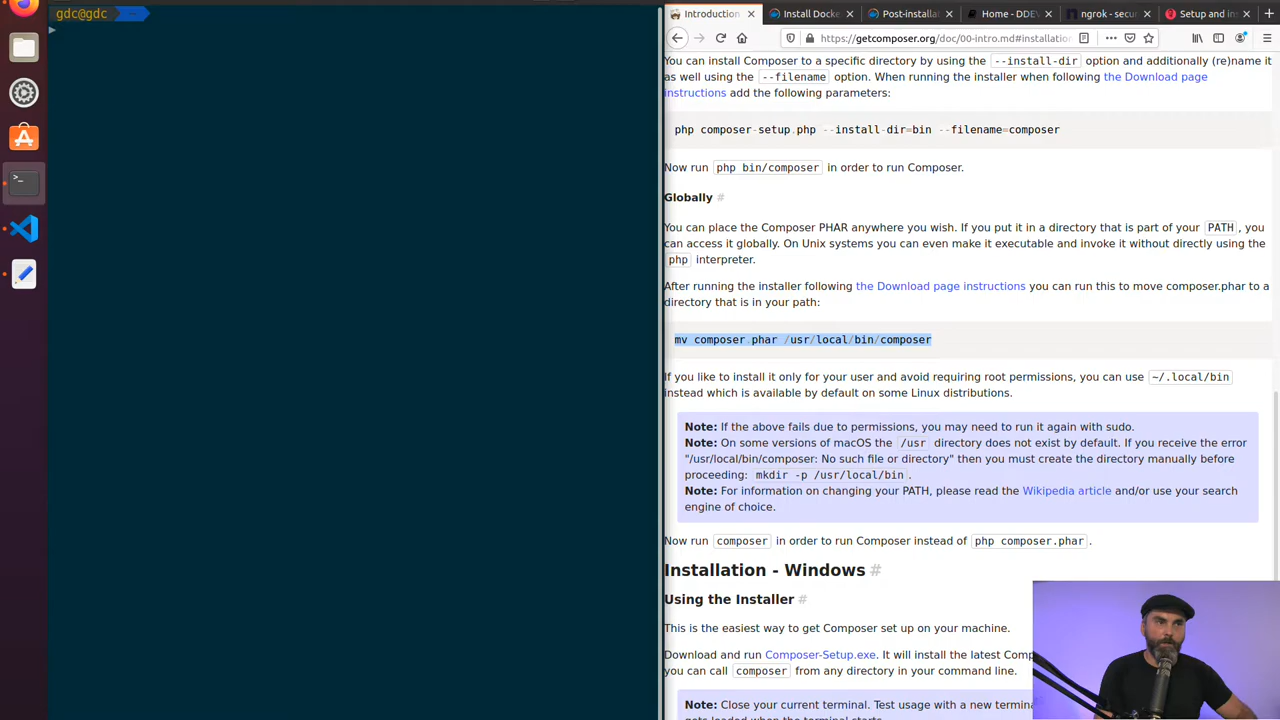 gdc@gdc
~
Introduction
Install Docke
Post-installa
Home - DDEV
ngrok - secu
Setup and in
https://getcomposer.org/doc/00-intro.md#installatio
You can install Composer to a specific directory by using the --install-dir option and additionally (re)name it
as well using the --filename option. When running the installer when following the Download page
instructions add the following parameters:
php composer-setup.php --install-dir=bin --filename=composer
Now run php bin/composer in order to run Composer.
Globally #
You can place the Composer PHAR anywhere you wish. If you put it in a directory that is part of your PATH, you
can access it globally. On Unix systems you can even make it executable and invoke it without directly using the
php interpreter.
After running the installer following the Download page instructions you can run this to move composer.phar to a
directory that is in your path:
mv composer.phar /usr/local/bin/composer
If you like to install it only for your user and avoid requiring root permissions, you can use ~/.local/bin
instead which is available by default on some Linux distributions.
Note: If the above fails due to permissions, you may need to run it again with sudo.
Note: On some versions of macOS the /usr directory does not exist by default. If you receive the error
"/usr/local/bin/composer: No such file or directory" then you must create the directory manually before
proceeding: mkdir -p /usr/local/bin.
Note: For information on changing your PATH, please read the Wikipedia article and/or use your search
engine of choice.
Now run composer in order to run Composer instead of php composer.phar.
Installation - Windows #
Using the Installer #
This is the easiest way to get Composer set up on your machine.
Download and run Composer-Setup.exe. It will install the latest Comp
you can call composer from any directory in your command line.
Note: Close your current terminal. Test usage with a new termina
gets loaded when the terminal starts